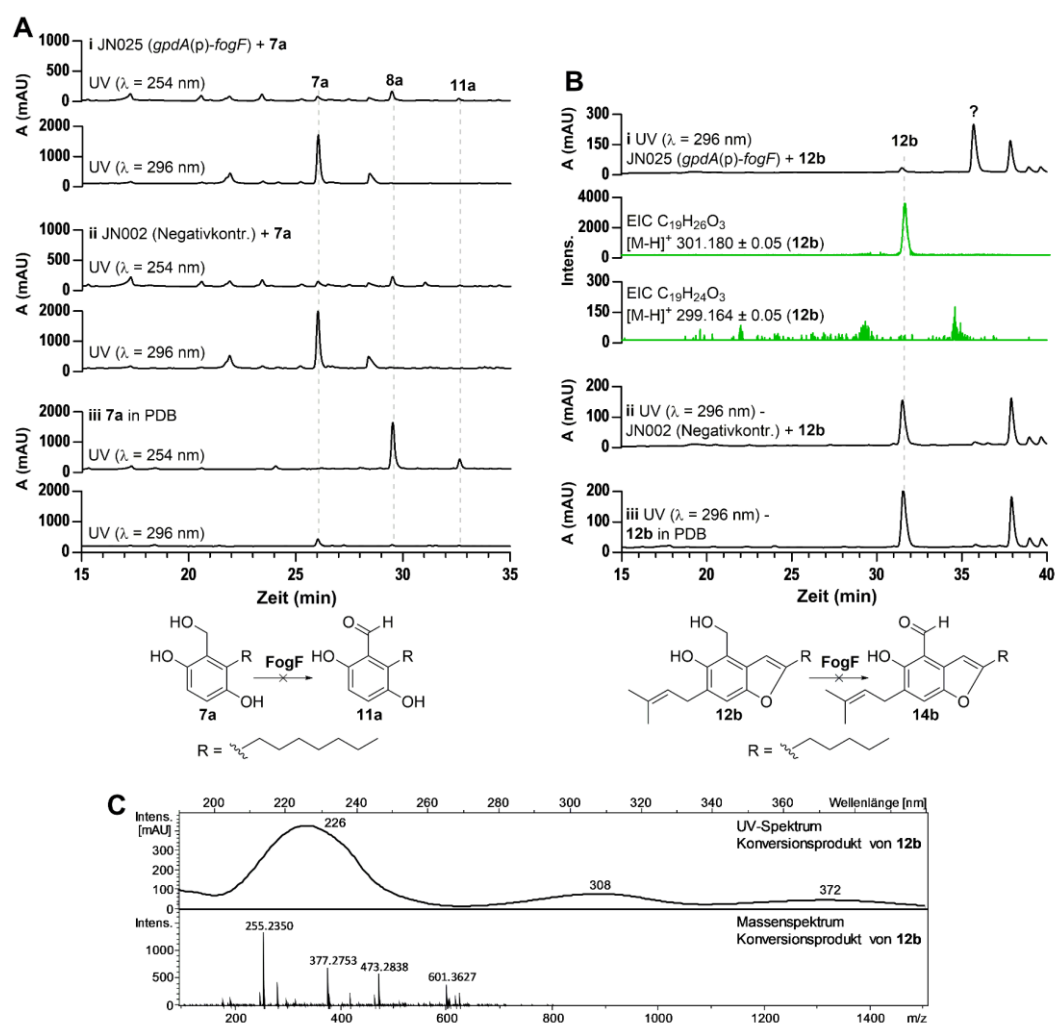 A
i JN025 (gpdA(p)-fogF) + 7a
UV (λ = 254 nm)
7a
8a
11a
A (mAU)
1000
500
0
UV (λ = 296 nm)
A (mAU)
2000
1000
0
ii JN002 (Negativkontr.) + 7a
UV (λ = 254 nm)
A (mAU)
1000
500
0
UV (λ = 296 nm)
A (mAU)
2000
1000
0
iii 7a in PDB
UV (λ = 254 nm)
A (mAU)
2000
1000
0
UV (λ = 296 nm)
A (mAU)
2000
1000
0
15 20 25 30 35
Zeit (min)
HO
HO
R
OH
7a
FogF
O H
HO
R
OH
11a
R =
B
i UV (λ = 296 nm)
JN025 (gpdA(p)-fogF) + 12b
12b
?
A (mAU)
300
150
0
EIC C19H26O3
[M-H]+ 301.180 ± 0.05 (12b)
Intens.
4000
2000
0
EIC C19H24O3
[M-H]+ 299.164 ± 0.05 (12b)
300
150
0
ii UV (λ = 296 nm) -
JN002 (Negativkontr.) + 12b
A (mAU)
200
100
0
iii UV (λ = 296 nm) -
12b in PDB
A (mAU)
200
100
0
15 20 25 30 35 40
Zeit (min)
HO
HO
R
O
12b
FogF
O H
HO
R
O
14b
R =
C
200 220 240 260 280 300 320 340 360 Wellenlänge [nm]
Intens.
[mAU]
400
300
200
100
0
226
308
372
UV-Spektrum
Konversionsprodukt von 12b
Intens.
1000
500
0
255.2350
377.2753
473.2838
601.3627
Massenspektrum
Konversionsprodukt von 12b
200 400 600 800 1000 1200 1400 m/z